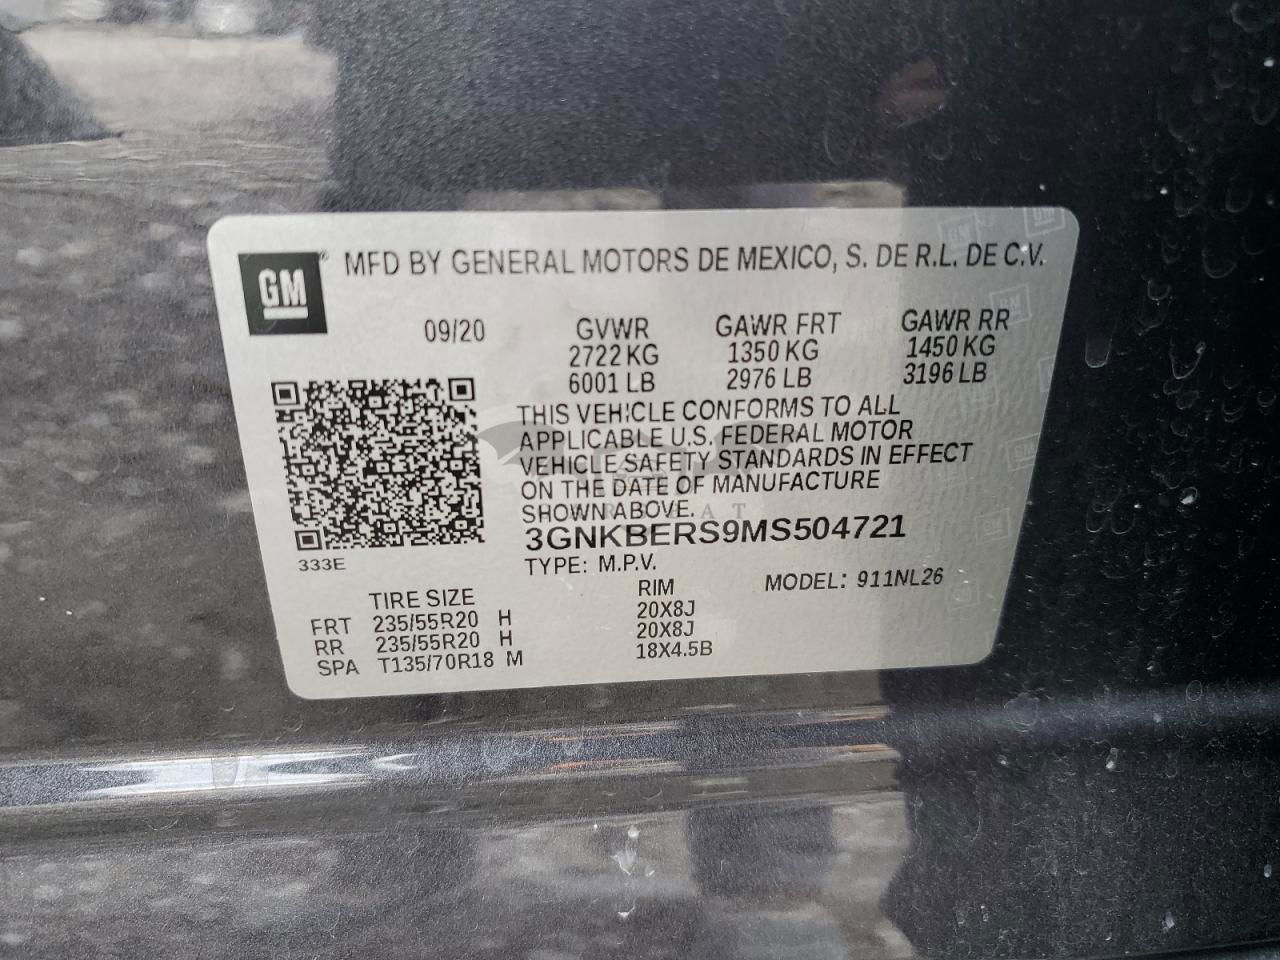 GM ® MFD BY GENERAL MOTORS DE MEXICO, S. DE R.L. DE C.V.
09/20 GVWR GAWR FRT GAWR RR
2722 KG 1350 KG 1450 KG
6001 LB 2976 LB 3196 LB
THIS VEHICLE CONFORMS TO ALL
APPLICABLE U.S. FEDERAL MOTOR
VEHICLE SAFETY STANDARDS IN EFFECT
ON THE DATE OF MANUFACTURE
SHOWN ABOVE.
3GNKBERS9MS504721
333E TYPE: M.P.V. MODEL: 911NL26
TIRE SIZE RIM
FRT 235/55R20 H 20X8J
RR 235/55R20 H 20X8J
SPA T135/70R18 M 18X4.5B